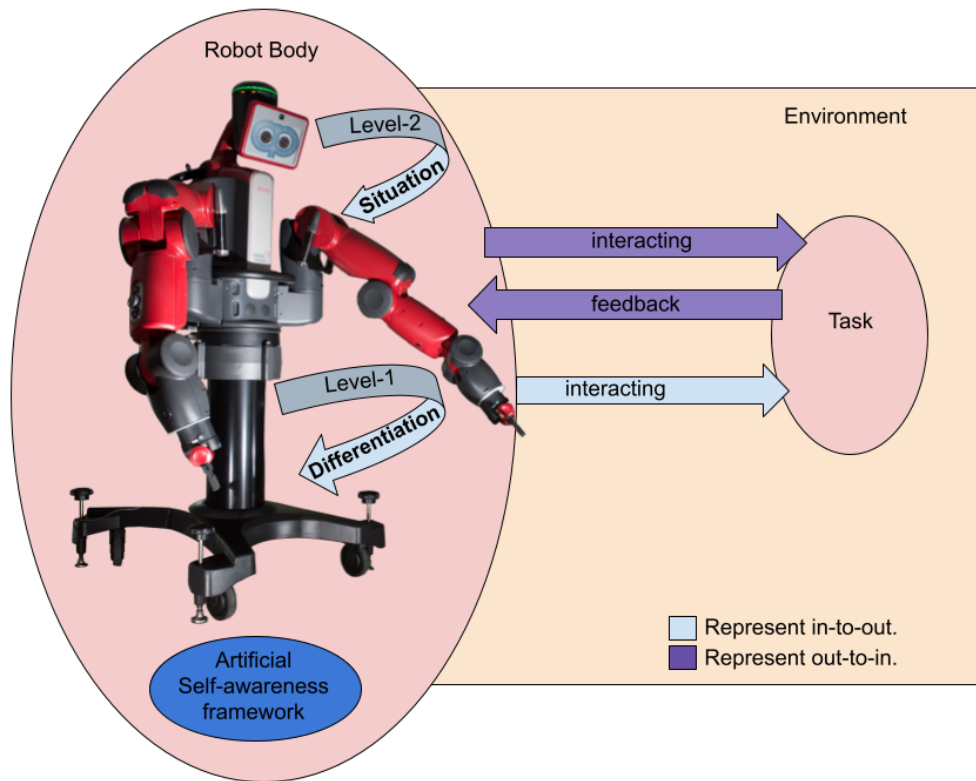 Robot Body
Environment
Level-2
Situation
interacting
feedback
Task
Level-1
Differentiation
interacting
Represent in-to-out.
Represent out-to-in.
Artificial
Self-awareness
framework